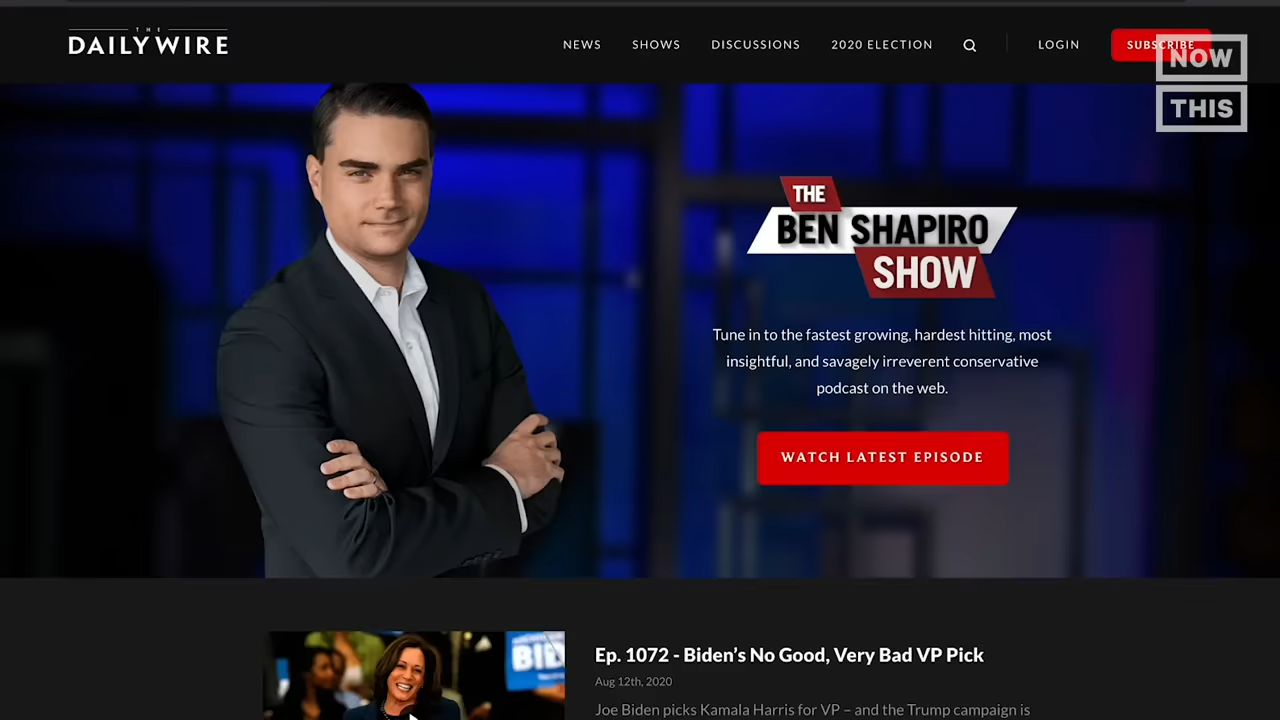 THE
DAILY WIRE
NEWS
SHOWS
DISCUSSIONS
2020 ELECTION
LOGIN
SUBSCRIBE
NOW
THIS
THE
BEN SHAPIRO
SHOW
Tune in to the fastest growing, hardest hitting, most
insightful, and savagely irreverent conservative
podcast on the web.
WATCH LATEST EPISODE
Ep. 1072 - Biden’s No Good, Very Bad VP Pick
Aug 12th, 2020
Joe Biden picks Kamala Harris for VP – and the Trump campaign is